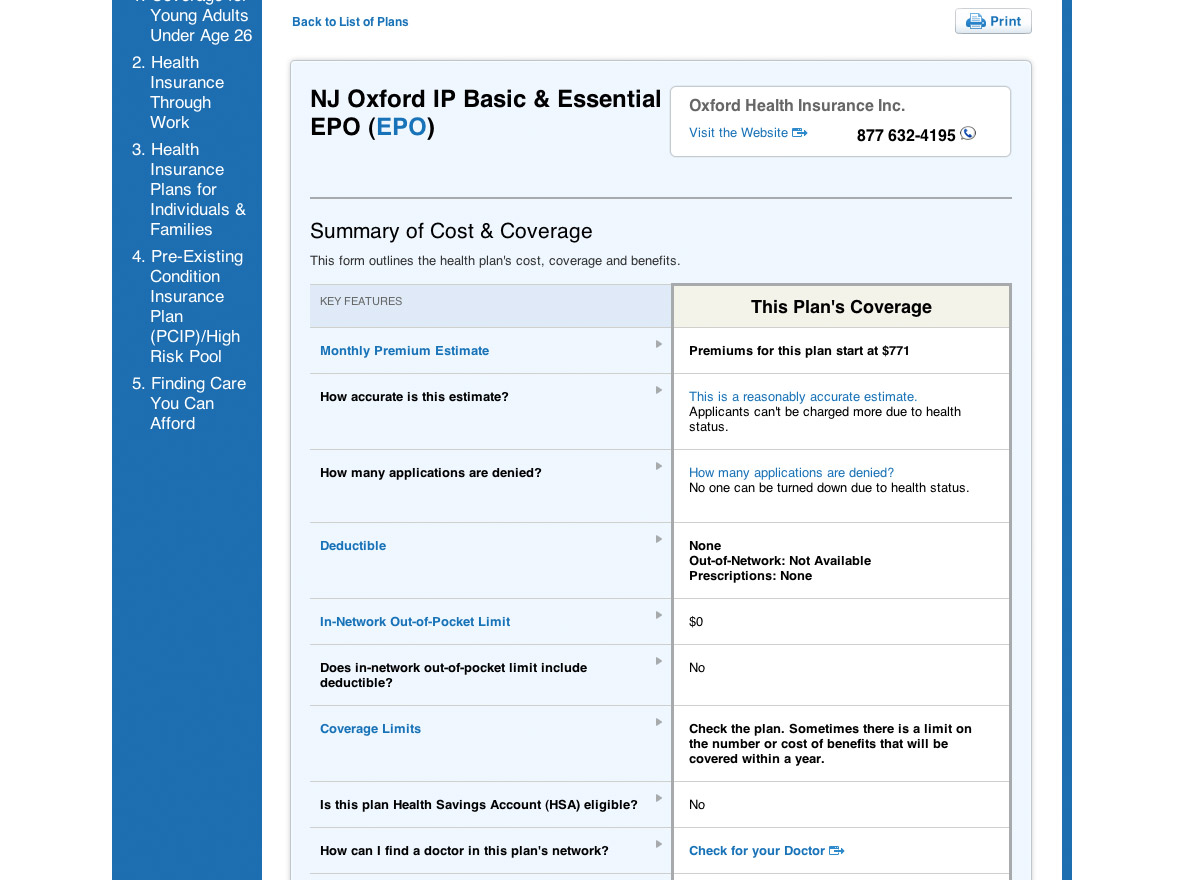 Young Adults
Under Age 26
2. Health
Insurance
Through
Work
3. Health
Insurance
Plans for
Individuals &
Families
4. Pre-Existing
Condition
Insurance
Plan
(PCIP)/High
Risk Pool
5. Finding Care
You Can
Afford
Back to List of Plans
Print
NJ Oxford IP Basic & Essential
EPO (EPO)
Oxford Health Insurance Inc.
Visit the Website
877 632-4195
Summary of Cost & Coverage
This form outlines the health plan's cost, coverage and benefits.
KEY FEATURES
This Plan's Coverage
Monthly Premium Estimate
Premiums for this plan start at $771
How accurate is this estimate?
This is a reasonably accurate estimate.
Applicants can't be charged more due to health
status.
How many applications are denied?
How many applications are denied?
No one can be turned down due to health status.
Deductible
None
Out-of-Network: Not Available
Prescriptions: None
In-Network Out-of-Pocket Limit
$0
Does in-network out-of-pocket limit include
deductible?
No
Coverage Limits
Check the plan. Sometimes there is a limit on
the number or cost of benefits that will be
covered within a year.
Is this plan Health Savings Account (HSA) eligible?
No
How can I find a doctor in this plan's network?
Check for your Doctor